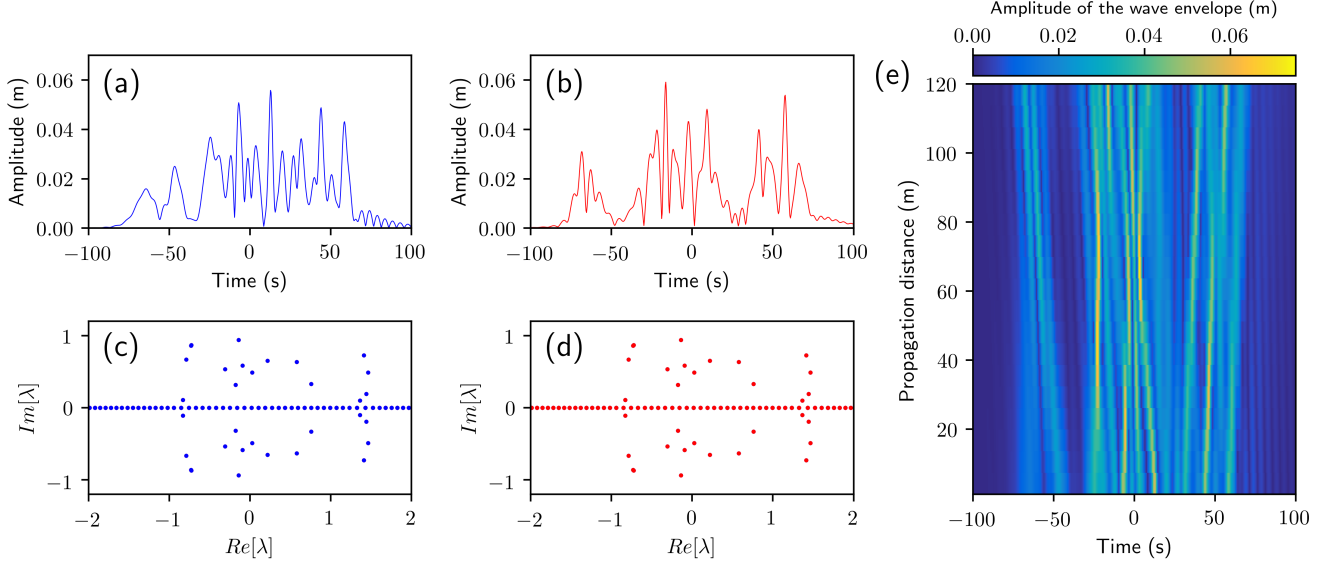 Amplitude of the wave envelope (m)
0.00 0.02 0.04 0.06
(a)
Amplitude (m)
0.06
0.04
0.02
0.00
−100 −50 0 50 100
Time (s)
(b)
Amplitude (m)
0.06
0.04
0.02
0.00
−100 −50 0 50 100
Time (s)
(c)
Im[λ]
1
0
−1
−2 −1 0 1 2
Re[λ]
(d)
Im[λ]
1
0
−1
−2 −1 0 1 2
Re[λ]
(e)
Propagation distance (m)
120
100
80
60
40
20
−100 −50 0 50 100
Time (s)